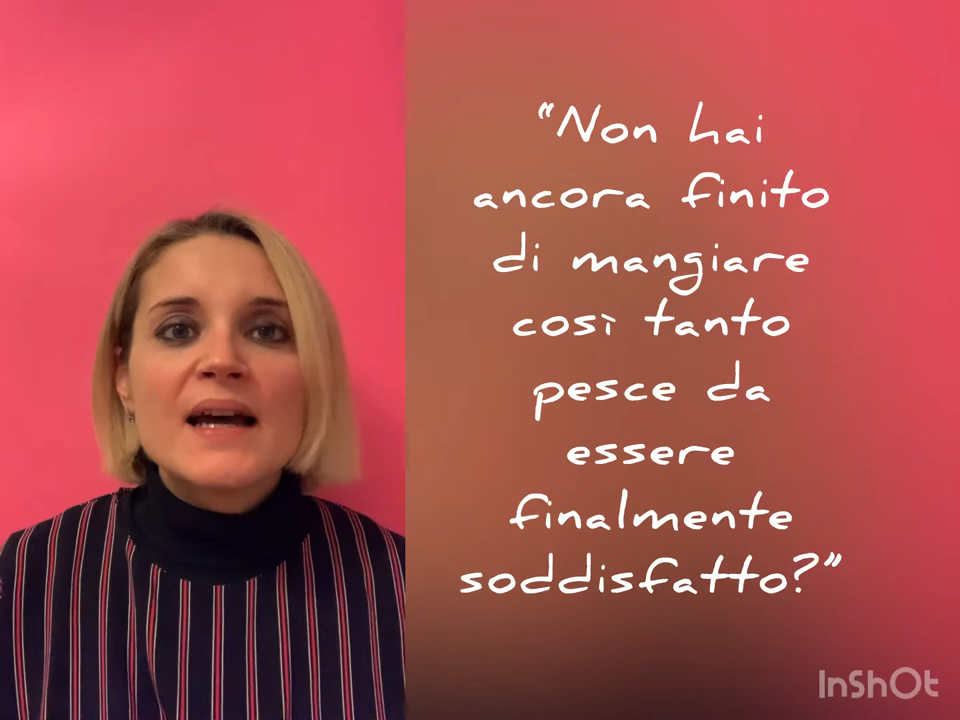 “Non hai
ancora finito
di mangiare
così tanto
pesce da
essere
finalmente
soddisfatto?”
InShOt